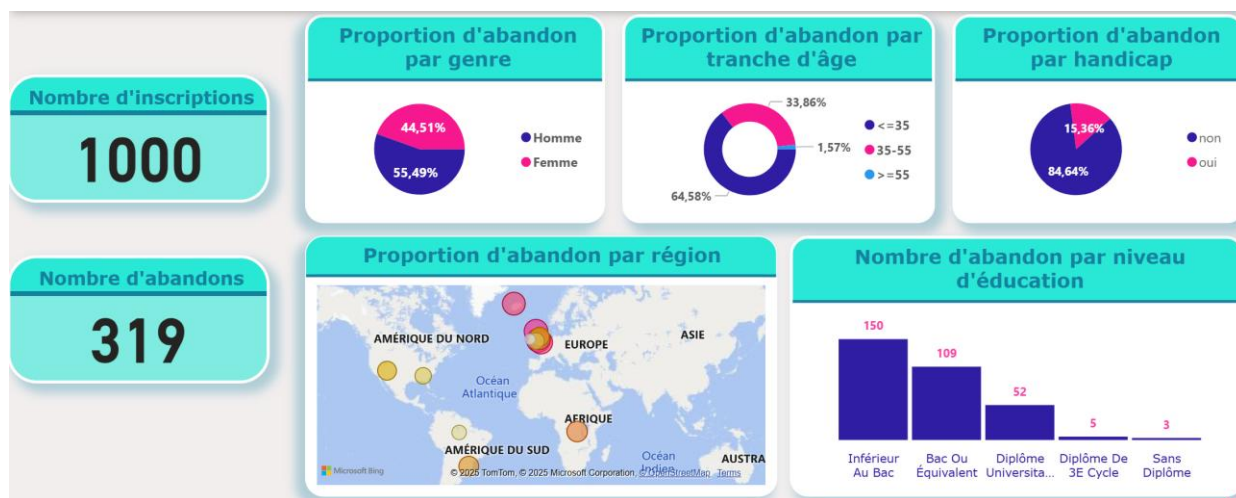 Nombre d'inscriptions
1000
Nombre d'abandons
319
Proportion d'abandon
par genre
44,51%
55,49%
Homme
Femme
Proportion d'abandon par
tranche d'âge
33,86%
1,57%
64,58%
<=35
35-55
>=55
Proportion d'abandon
par handicap
15,36%
84,64%
non
oui
Proportion d'abandon par région
AMÉRIQUE DU NORD
EUROPE
ASIE
Océan
Atlantique
AFRIQUE
AMÉRIQUE DU SUD
Océan
Indien
AUSTRA
Microsoft Bing
© 2025 TomTom, © 2025 Microsoft Corporation, © OpenStreetMap Terms
Nombre d'abandon par niveau
d'éducation
150
109
52
5
3
Inférieur
Au Bac
Bac Ou
Équivalent
Diplôme
Universita...
Diplôme De
3E Cycle
Sans
Diplôme